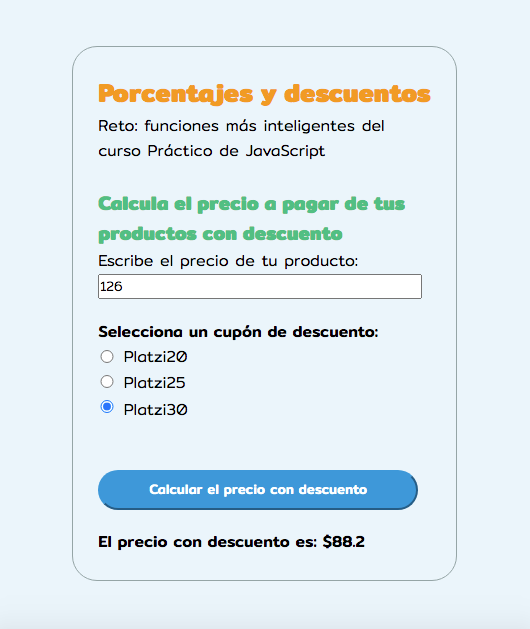 Porcentajes y descuentos
Reto: funciones más inteligentes del
curso Práctico de JavaScript
Calcula el precio a pagar de tus
productos con descuento
Escribe el precio de tu producto:
126
Selecciona un cupón de descuento:
Platzi20
Platzi25
Platzi30
Calcular el precio con descuento
El precio con descuento es: $88.2